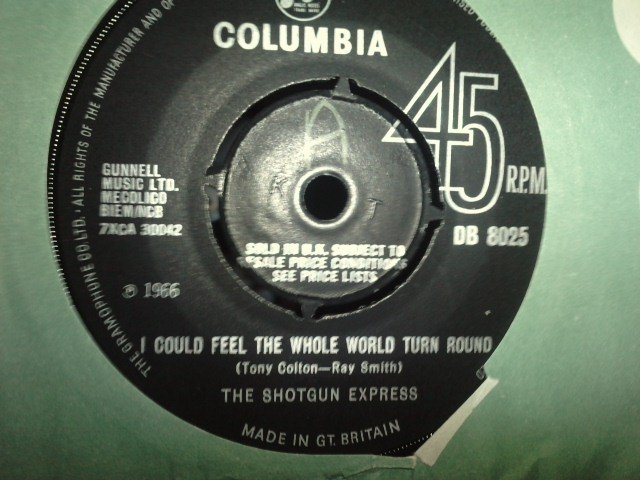 COLUMBIA
45
R.P.M.
GUNNELL
MUSIC LTD.
MECOLICO
BIEM/NCB
7XCA 30042
DB 8025
A
K T
SOLD IN U.K. SUBJECT TO
RESALE PRICE CONDITIONS
SEE PRICE LISTS
℗ 1966
I COULD FEEL THE WHOLE WORLD TURN ROUND
(Tony Colton—Ray Smith)
THE SHOTGUN EXPRESS
MADE IN GT. BRITAIN
THE GRAMOPHONE CO LTD. · ALL RIGHTS OF THE MANUFACTURER AND OF